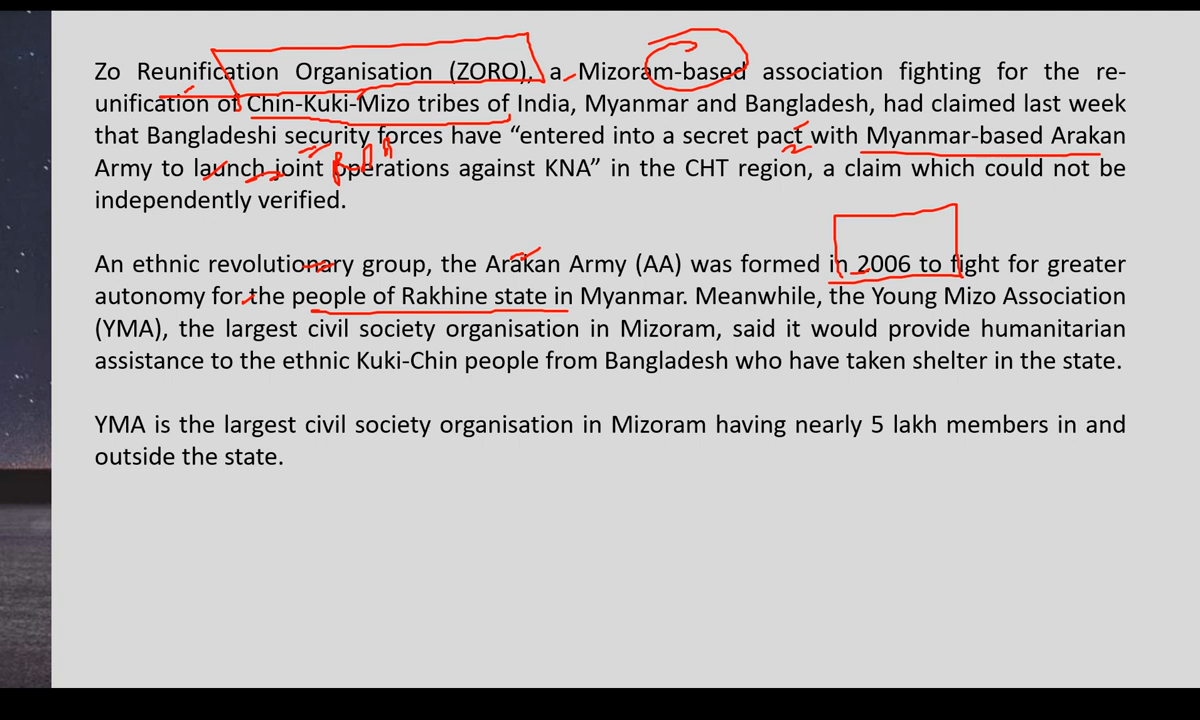 Zo Reunification Organisation (ZORO), a Mizoram-based association fighting for the re-
unification of Chin-Kuki-Mizo tribes of India, Myanmar and Bangladesh, had claimed last week
that Bangladeshi security forces have “entered into a secret pact with Myanmar-based Arakan
Army to launch joint operations against KNA” in the CHT region, a claim which could not be
independently verified.
An ethnic revolutionary group, the Arakan Army (AA) was formed in 2006 to fight for greater
autonomy for the people of Rakhine state in Myanmar. Meanwhile, the Young Mizo Association
(YMA), the largest civil society organisation in Mizoram, said it would provide humanitarian
assistance to the ethnic Kuki-Chin people from Bangladesh who have taken shelter in the state.
YMA is the largest civil society organisation in Mizoram having nearly 5 lakh members in and
outside the state.